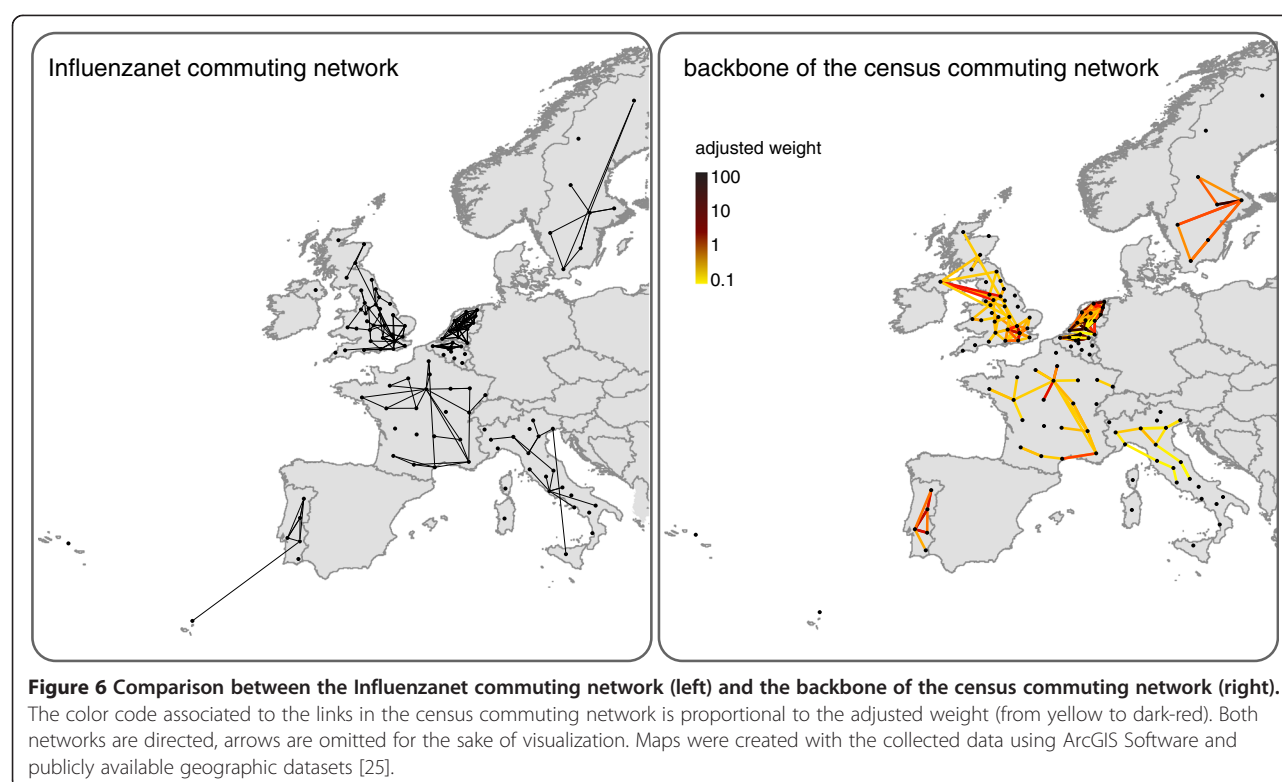 Influenzanet commuting network
backbone of the census commuting network
adjusted weight
100
10
1
0.1
Figure 6 Comparison between the Influenzanet commuting network (left) and the backbone of the census commuting network (right).
The color code associated to the links in the census commuting network is proportional to the adjusted weight (from yellow to dark-red). Both
networks are directed, arrows are omitted for the sake of visualization. Maps were created with the collected data using ArcGIS Software and
publicly available geographic datasets [25].